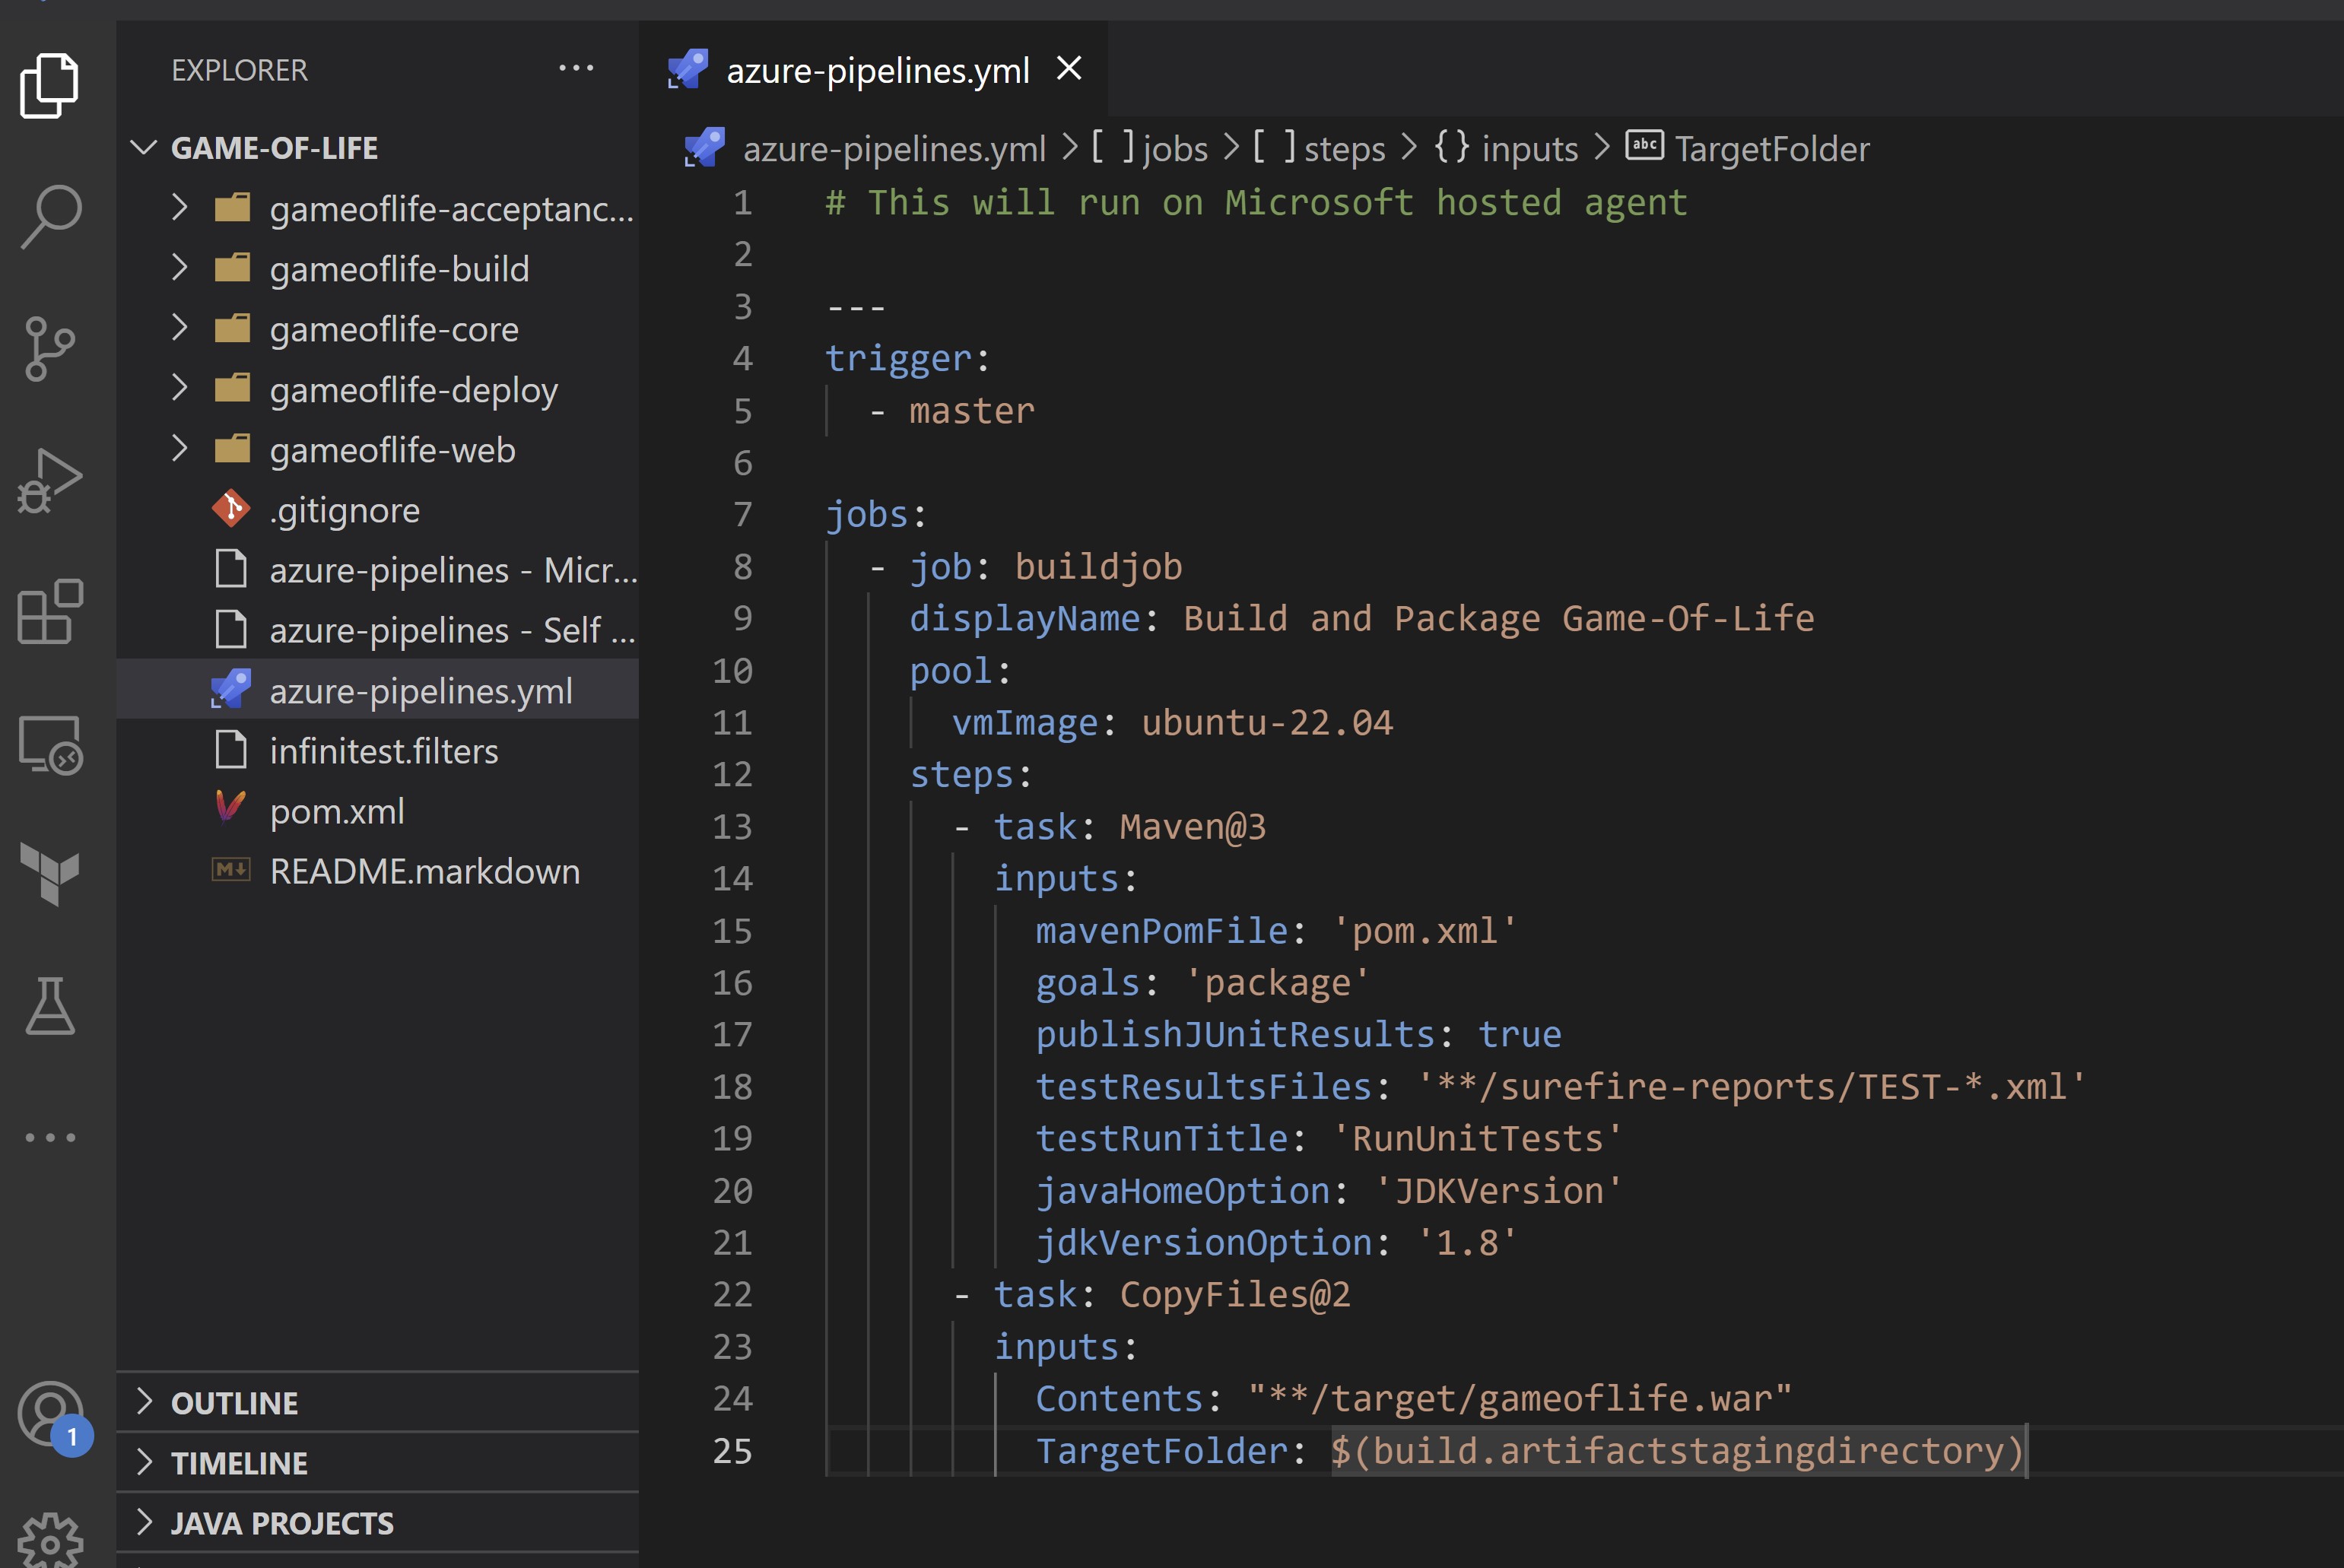 EXPLORER ...
GAME-OF-LIFE
gameoflife-acceptanc...
gameoflife-build
gameoflife-core
gameoflife-deploy
gameoflife-web
.gitignore
azure-pipelines - Micr...
azure-pipelines - Self ...
azure-pipelines.yml
infinitest.filters
pom.xml
M↓ README.markdown
OUTLINE
TIMELINE
JAVA PROJECTS
1
azure-pipelines.yml
azure-pipelines.yml > [ ] jobs > [ ] steps > {} inputs > abc TargetFolder
1 # This will run on Microsoft hosted agent
2
3 ---
4 trigger:
5   - master
6
7 jobs:
8   - job: buildjob
9     displayName: Build and Package Game-Of-Life
10     pool:
11       vmImage: ubuntu-22.04
12     steps:
13       - task: Maven@3
14         inputs:
15           mavenPomFile: 'pom.xml'
16           goals: 'package'
17           publishJUnitResults: true
18           testResultsFiles: '**/surefire-reports/TEST-*.xml'
19           testRunTitle: 'RunUnitTests'
20           javaHomeOption: 'JDKVersion'
21           jdkVersionOption: '1.8'
22       - task: CopyFiles@2
23         inputs:
24           Contents: "**/target/gameoflife.war"
25           TargetFolder: $(build.artifactstagingdirectory)